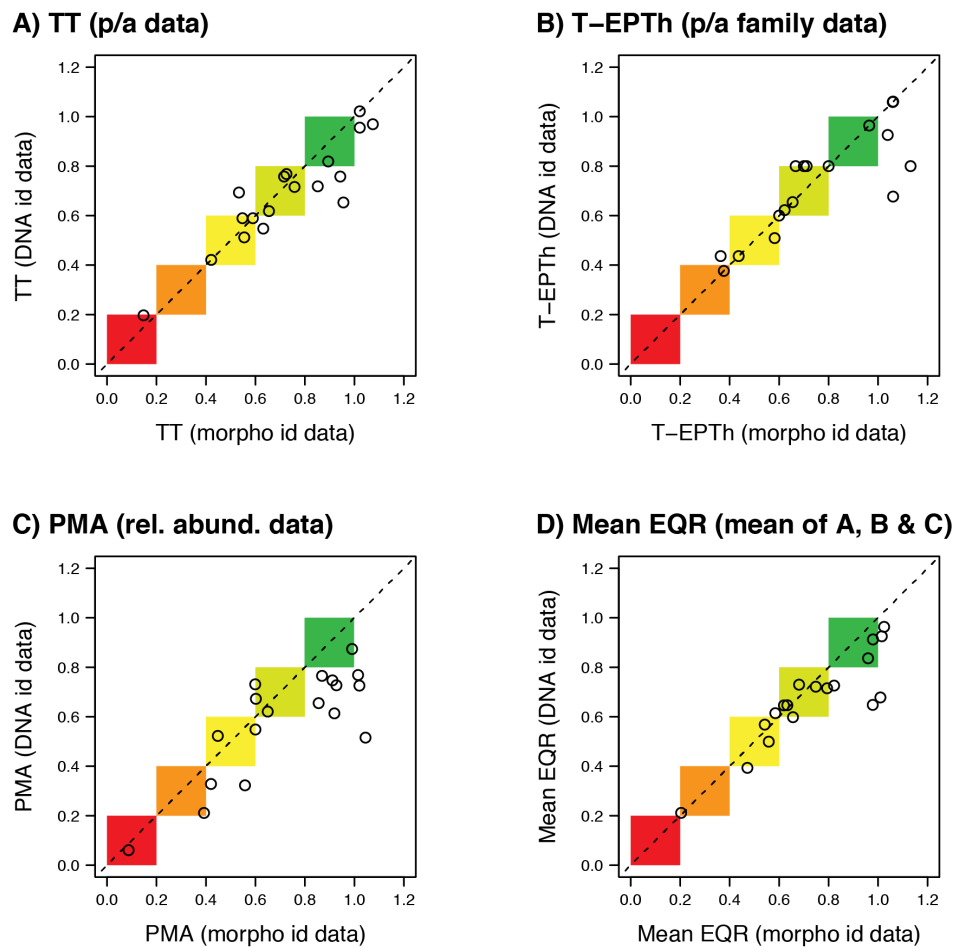 A) TT (p/a data)
1.2
1.0
0.8
0.6
0.4
0.2
0.0
TT (DNA id data)
0.0 0.2 0.4 0.6 0.8 1.0 1.2
TT (morpho id data)
B) T−EPTh (p/a family data)
1.2
1.0
0.8
0.6
0.4
0.2
0.0
T−EPTh (DNA id data)
0.0 0.2 0.4 0.6 0.8 1.0 1.2
T−EPTh (morpho id data)
C) PMA (rel. abund. data)
1.2
1.0
0.8
0.6
0.4
0.2
0.0
PMA (DNA id data)
0.0 0.2 0.4 0.6 0.8 1.0 1.2
PMA (morpho id data)
D) Mean EQR (mean of A, B & C)
1.2
1.0
0.8
0.6
0.4
0.2
0.0
Mean EQR (DNA id data)
0.0 0.2 0.4 0.6 0.8 1.0 1.2
Mean EQR (morpho id data)